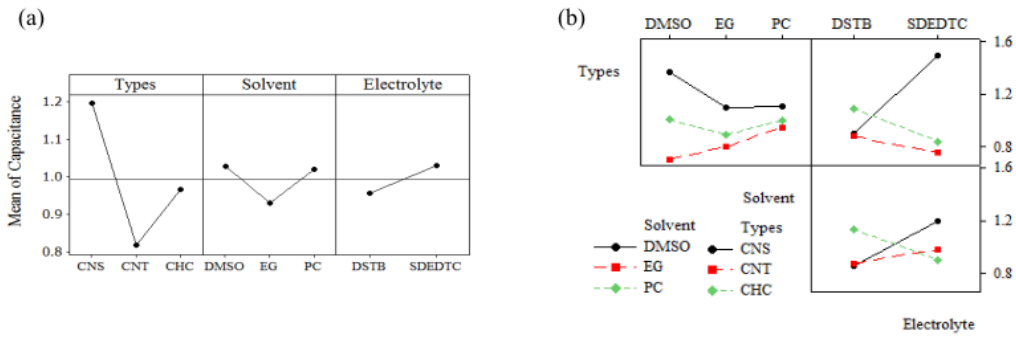 (a)
Types Solvent Electrolyte
Mean of Capacitance
1.2
1.1
1.0
0.9
0.8
CNS CNT CHC DMSO EG PC DSTB SDEDTC
(b)
DMSO EG PC DSTB SDEDTC
Types
1.6
1.2
0.8
1.6
1.2
0.8
Solvent
Solvent Types
DMSO CNS
EG CNT
PC CHC
Electrolyte